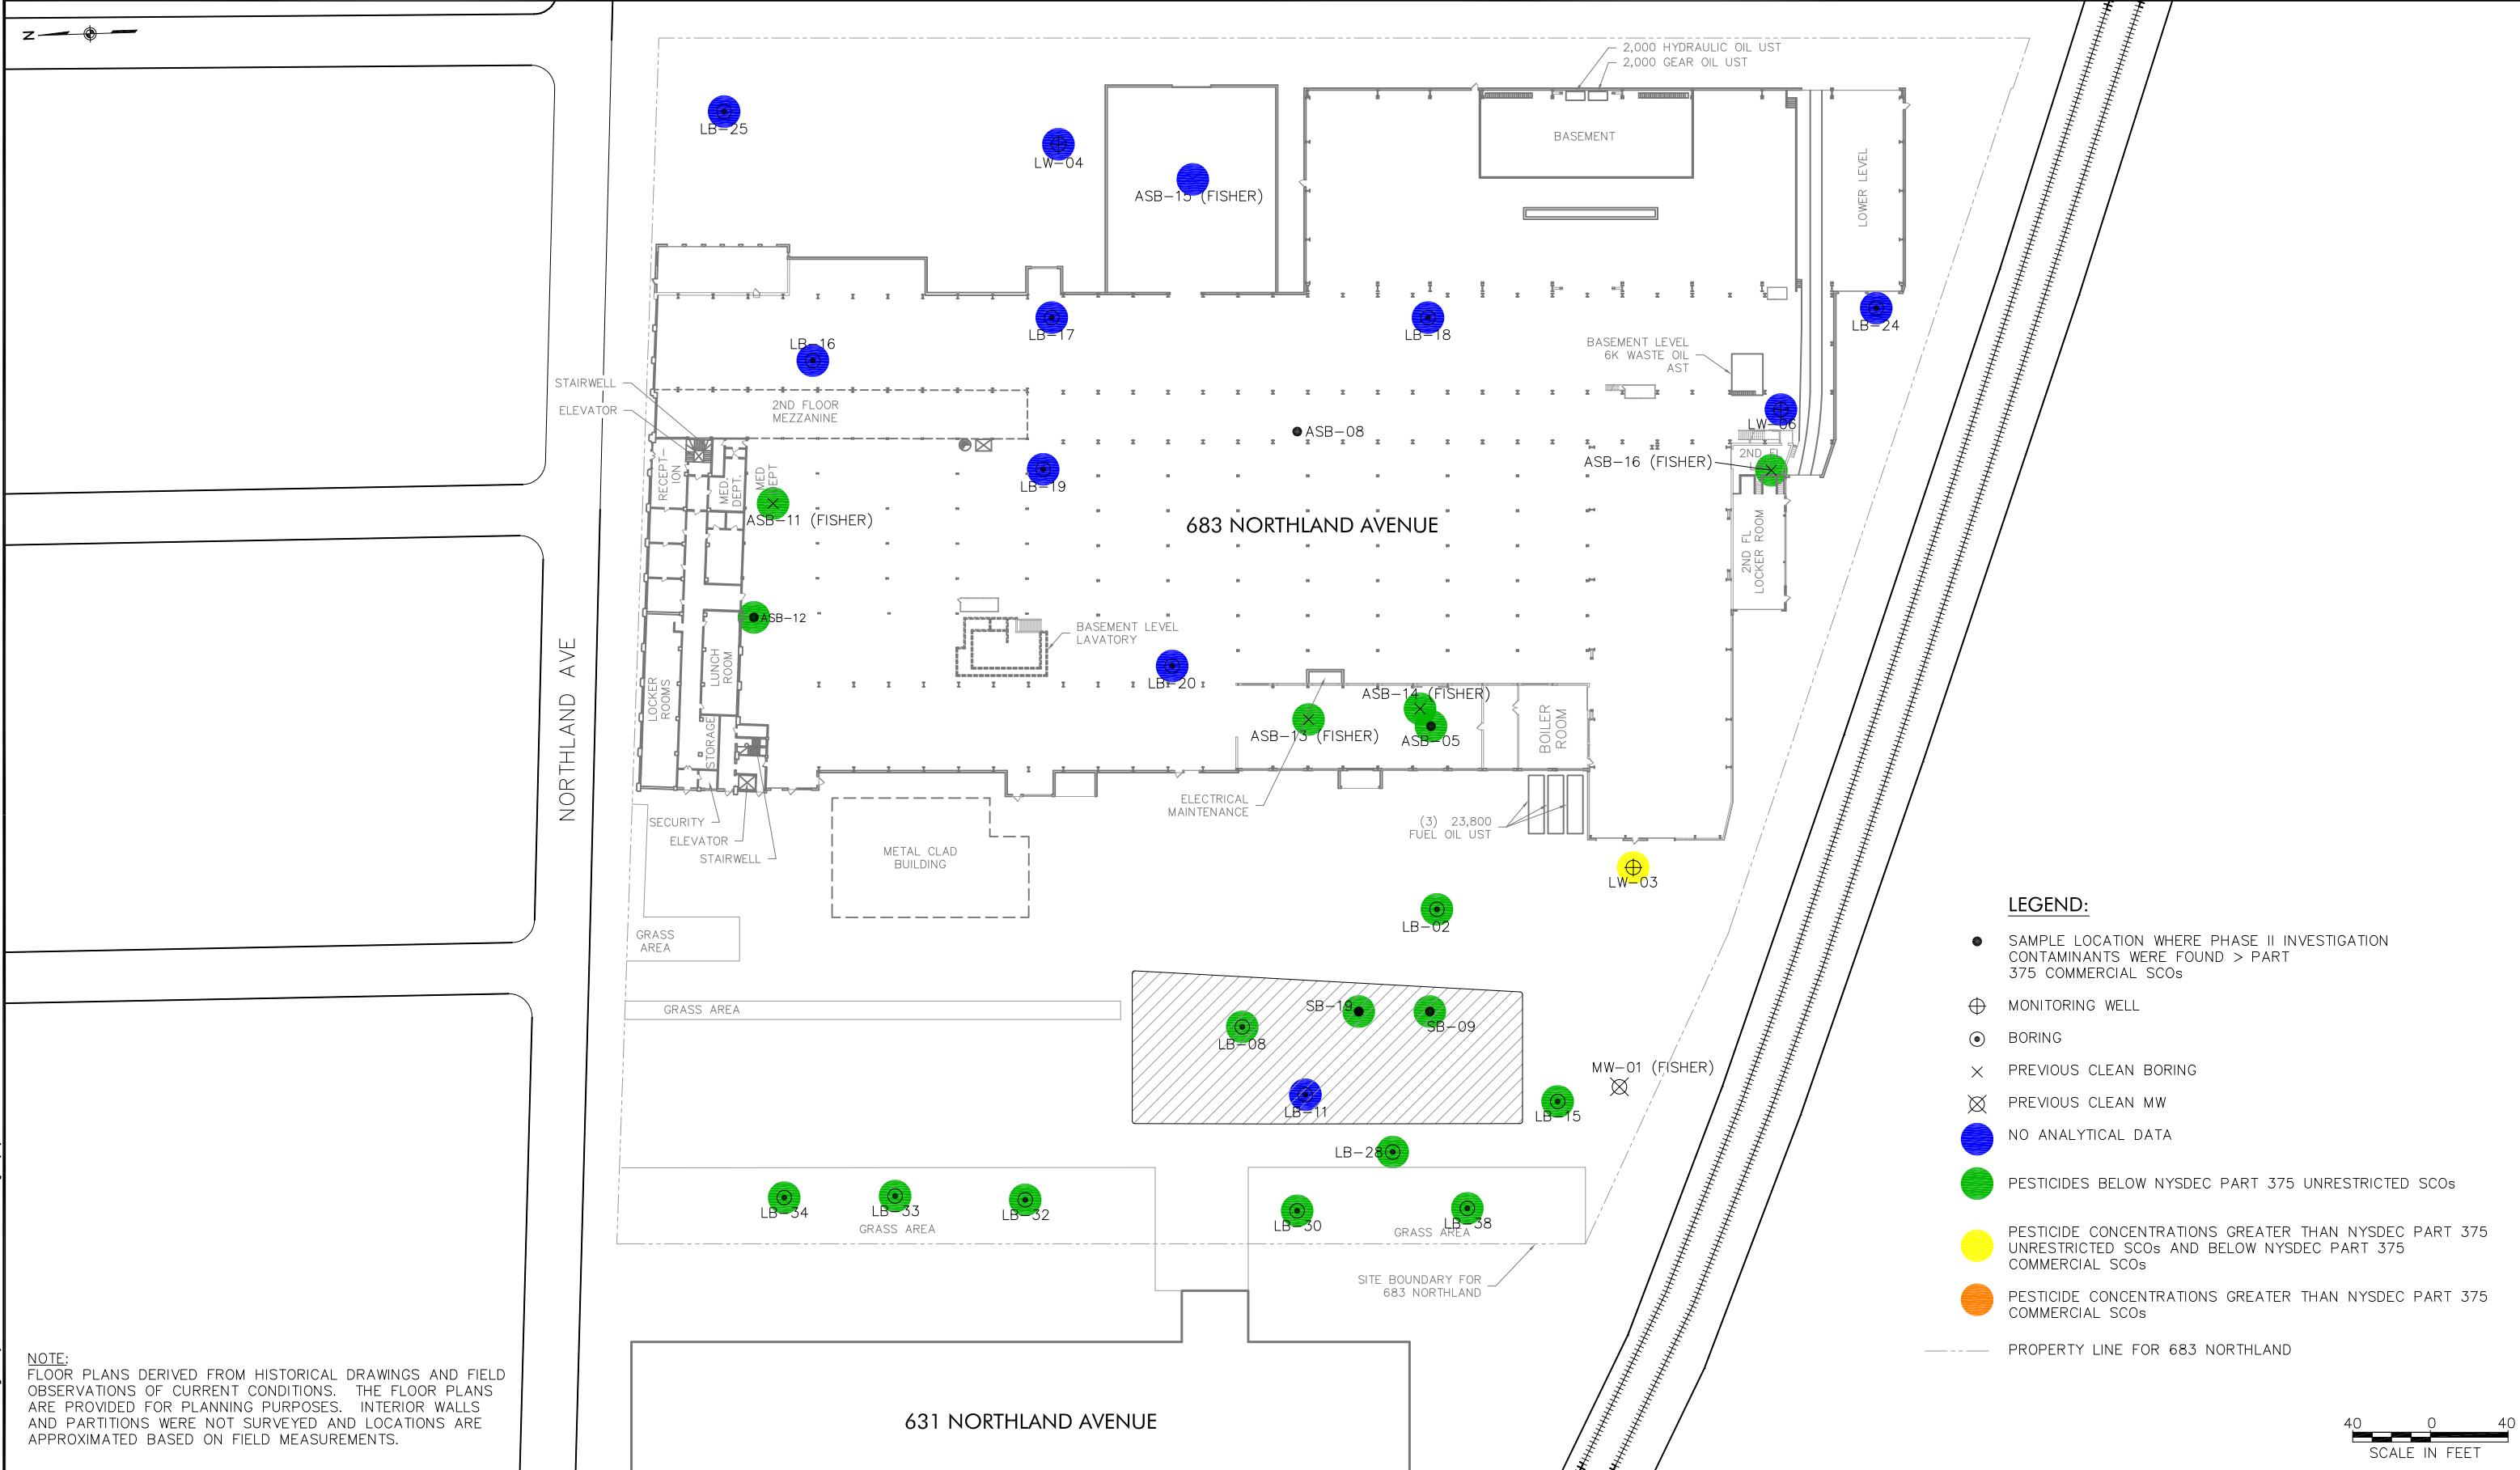 N
2,000 HYDRAULIC OIL UST
2,000 GEAR OIL UST
LB-25
LW-04
ASB-15 (FISHER)
BASEMENT
LOWER LEVEL
LB-16
LB-17
LB-18
LB-24
BASEMENT LEVEL
6K WASTE OIL
AST
STAIRWELL
ELEVATOR
2ND FLOOR
MEZZANINE
LW-06
ASB-08
2ND FL
ASB-16 (FISHER)
RECEPT-
ION
MED.
DEPT.
MED
DEPT
LB-19
ASB-11 (FISHER)
683 NORTHLAND AVENUE
2ND FL
LOCKER ROOM
ASB-12
BASEMENT LEVEL
LAVATORY
NORTHLAND AVE
LOCKER
ROOMS
LUNCH
ROOM
STORAGE
LB-20
ASB-14 (FISHER)
ASB-13 (FISHER)
ASB-05
BOILER
ROOM
ELECTRICAL
MAINTENANCE
(3) 23,800
FUEL OIL UST
SECURITY
ELEVATOR
STAIRWELL
METAL CLAD
BUILDING
LW-03
LB-02
GRASS
AREA
GRASS AREA
SB-19
SB-09
LB-08
LB-11
MW-01 (FISHER)
LB-15
LB-28
LB-34
LB-33
LB-32
LB-30
LB-38
GRASS AREA
GRASS AREA
SITE BOUNDARY FOR
683 NORTHLAND
631 NORTHLAND AVENUE
LEGEND:
SAMPLE LOCATION WHERE PHASE II INVESTIGATION
CONTAMINANTS WERE FOUND > PART
375 COMMERCIAL SCOs
MONITORING WELL
BORING
PREVIOUS CLEAN BORING
PREVIOUS CLEAN MW
NO ANALYTICAL DATA
PESTICIDES BELOW NYSDEC PART 375 UNRESTRICTED SCOs
PESTICIDE CONCENTRATIONS GREATER THAN NYSDEC PART 375
UNRESTRICTED SCOs AND BELOW NYSDEC PART 375
COMMERCIAL SCOs
PESTICIDE CONCENTRATIONS GREATER THAN NYSDEC PART 375
COMMERCIAL SCOs
PROPERTY LINE FOR 683 NORTHLAND
NOTE:
FLOOR PLANS DERIVED FROM HISTORICAL DRAWINGS AND FIELD
OBSERVATIONS OF CURRENT CONDITIONS. THE FLOOR PLANS
ARE PROVIDED FOR PLANNING PURPOSES. INTERIOR WALLS
AND PARTITIONS WERE NOT SURVEYED AND LOCATIONS ARE
APPROXIMATED BASED ON FIELD MEASUREMENTS.
40 0 40
SCALE IN FEET